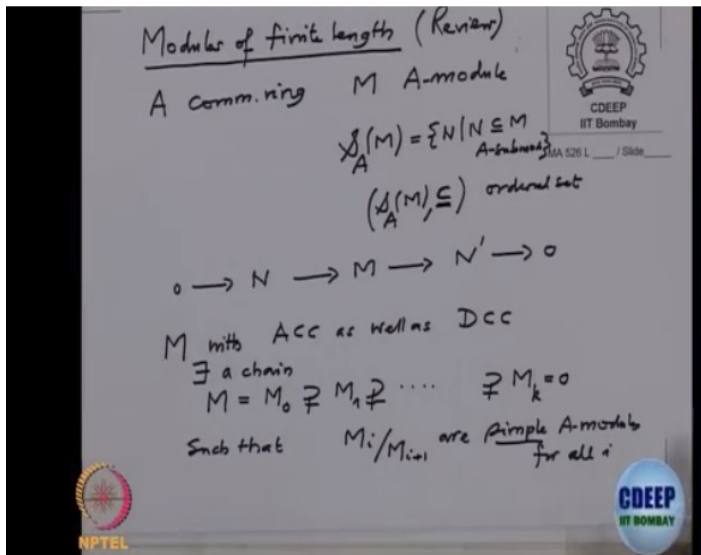 Modules of finite length (Review)
A comm. ring M A-module
𝒮_A(M) = {N | N ⊆ M A-submod}
(𝒮_A(M), ⊆) ordered set
0 → N → M → N' → 0
M with ACC as well as DCC
∃ a chain
M = M_0 ⊋ M_1 ⊋ .... ⊋ M_k = 0
Such that M_i/M_{i+1} are simple A-modules for all i
CDEEP
IIT Bombay
MA 526 L ___ / Slide ___
NPTEL
CDEEP
IIT BOMBAY